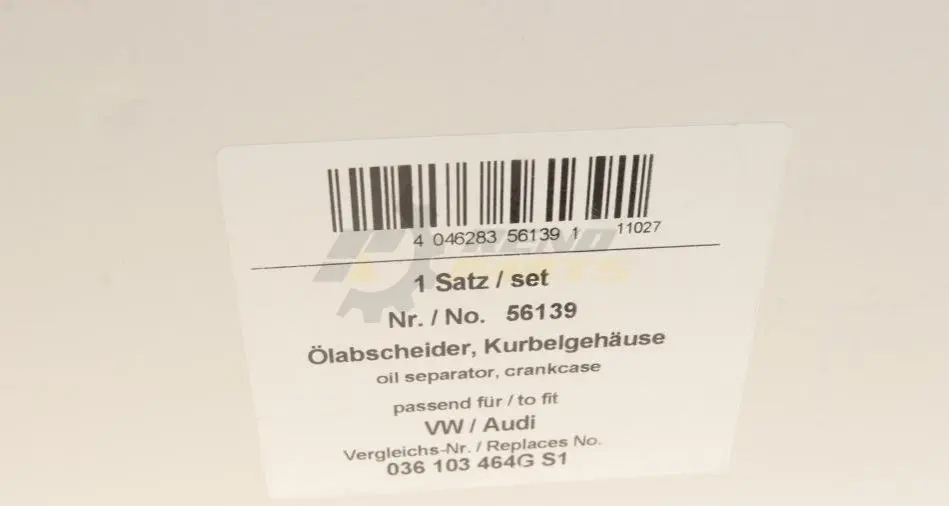 4 046283 56139 1 11027
1 Satz / set
Nr. / No. 56139
Ölabscheider, Kurbelgehäuse
oil separator, crankcase
passend für / to fit
VW / Audi
Vergleichs-Nr. / Replaces No.
036 103 464G S1